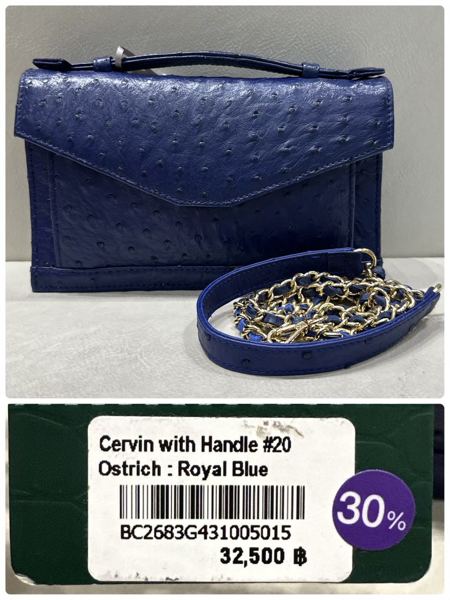 Cervin with Handle #20
Ostrich : Royal Blue
BC2683G431005015
32,500 ฿
30%